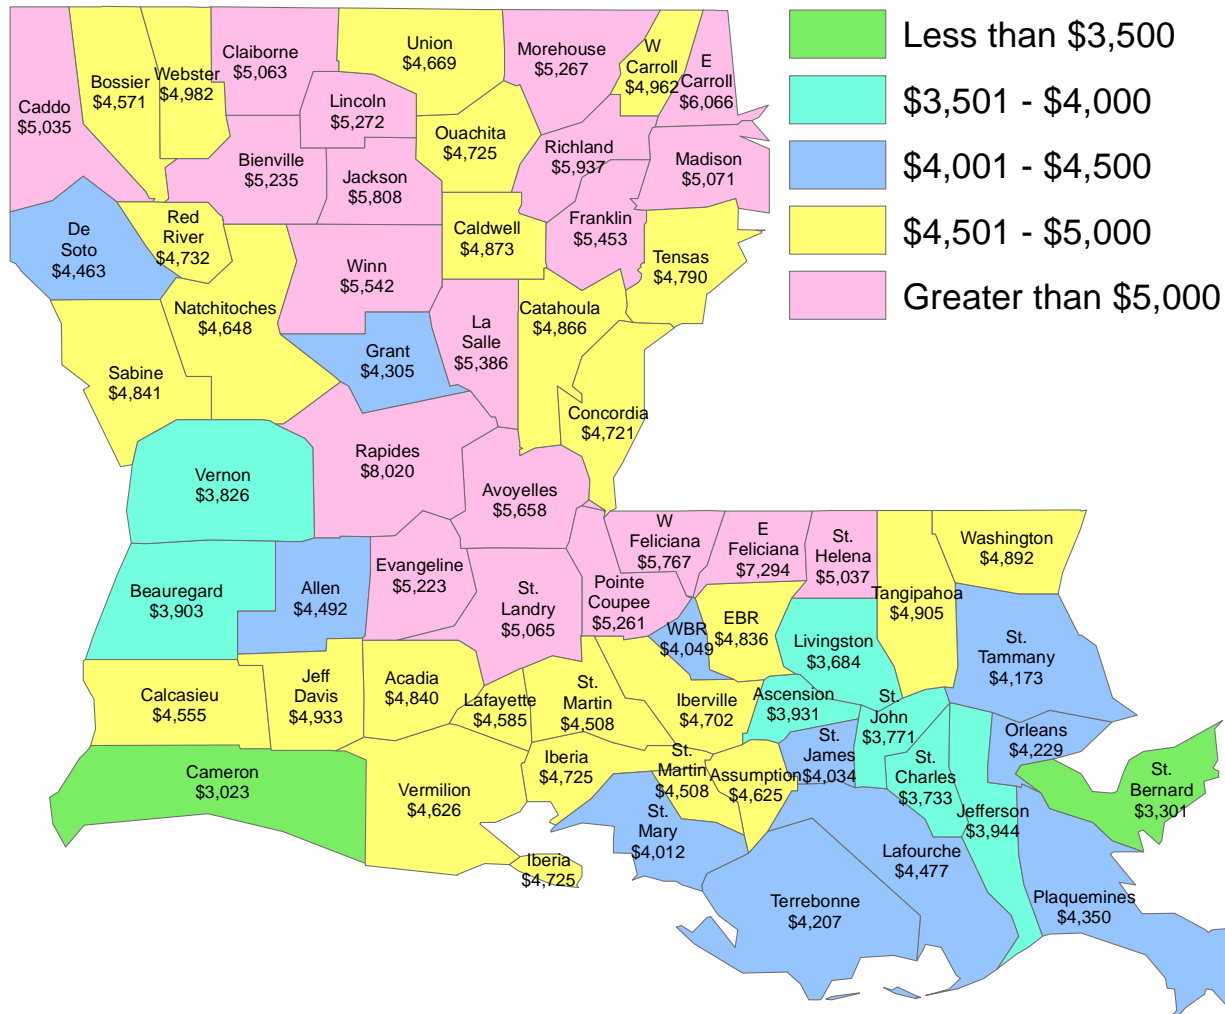 Less than $3,500
$3,501 - $4,000
$4,001 - $4,500
$4,501 - $5,000
Greater than $5,000
Caddo
$5,035
Bossier
$4,571
Webster
$4,982
Claiborne
$5,063
Lincoln
$5,272
Union
$4,669
Morehouse
$5,267
W
Carroll
$4,962
E
Carroll
$6,066
Ouachita
$4,725
Richland
$5,937
Madison
$5,071
Bienville
$5,235
Jackson
$5,808
De
Soto
$4,463
Red
River
$4,732
Caldwell
$4,873
Franklin
$5,453
Tensas
$4,790
Winn
$5,542
Natchitoches
$4,648
Grant
$4,305
La
Salle
$5,386
Catahoula
$4,866
Sabine
$4,841
Concordia
$4,721
Vernon
$3,826
Rapides
$8,020
Avoyelles
$5,658
Beauregard
$3,903
Allen
$4,492
Evangeline
$5,223
St.
Landry
$5,065
Pointe
Coupee
$5,261
W
Feliciana
$5,767
E
Feliciana
$7,294
St.
Helena
$5,037
Tangipahoa
$4,905
Washington
$4,892
WBR
$4,049
EBR
$4,836
Livingston
$3,684
St.
Tammany
$4,173
Calcasieu
$4,555
Jeff
Davis
$4,933
Acadia
$4,840
Lafayette
$4,585
St.
Martin
$4,508
Iberville
$4,702
Ascension
$3,931
St.
John
$3,771
Orleans
$4,229
St.
James
$4,034
St.
Charles
$3,733
Cameron
$3,023
Vermilion
$4,626
Iberia
$4,725
St.
Martin
$4,508
Assumption
$4,625
Jefferson
$3,944
St.
Bernard
$3,301
St.
Mary
$4,012
Iberia
$4,725
Lafourche
$4,477
Terrebonne
$4,207
Plaquemines
$4,350